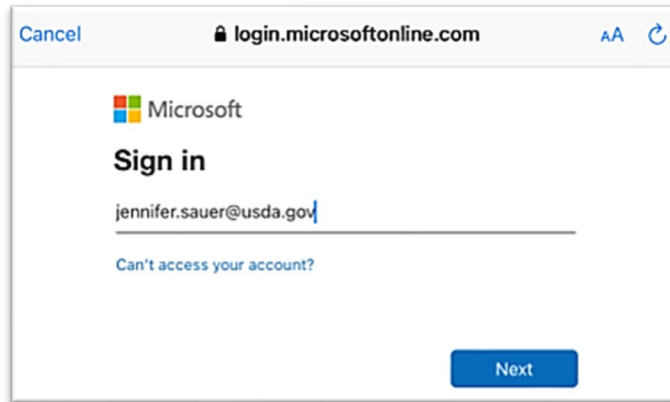 Cancel
login.microsoftonline.com
AA
Microsoft
Sign in
jennifer.sauer@usda.gov
Can't access your account?
Next